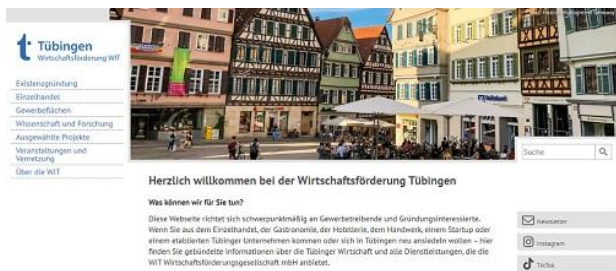 Tübingen
Wirtschaftsförderung WIT
Existenzgründung
Einzelhandel
Gewerbeflächen
Wissenschaft und Forschung
Ausgewählte Projekte
Veranstaltungen und
Vernetzung
Über die WIT
Suche
Herzlich willkommen bei der Wirtschaftsförderung Tübingen
Was können wir für Sie tun?
Diese Webseite richtet sich schwerpunktmäßig an Gewerbetreibende und Gründungsinteressierte.
Wenn Sie aus dem Einzelhandel, der Gastronomie, der Hotellerie, dem Handwerk, einem Startup oder
einem etablierten Tübinger Unternehmen kommen oder sich in Tübingen neu ansiedeln wollen – hier
finden Sie gebündelte Informationen über die Tübinger Wirtschaft und alle Dienstleistungen, die die
WIT Wirtschaftsförderungsgesellschaft mbH anbietet.
Newsletter
Instagram
TikTok